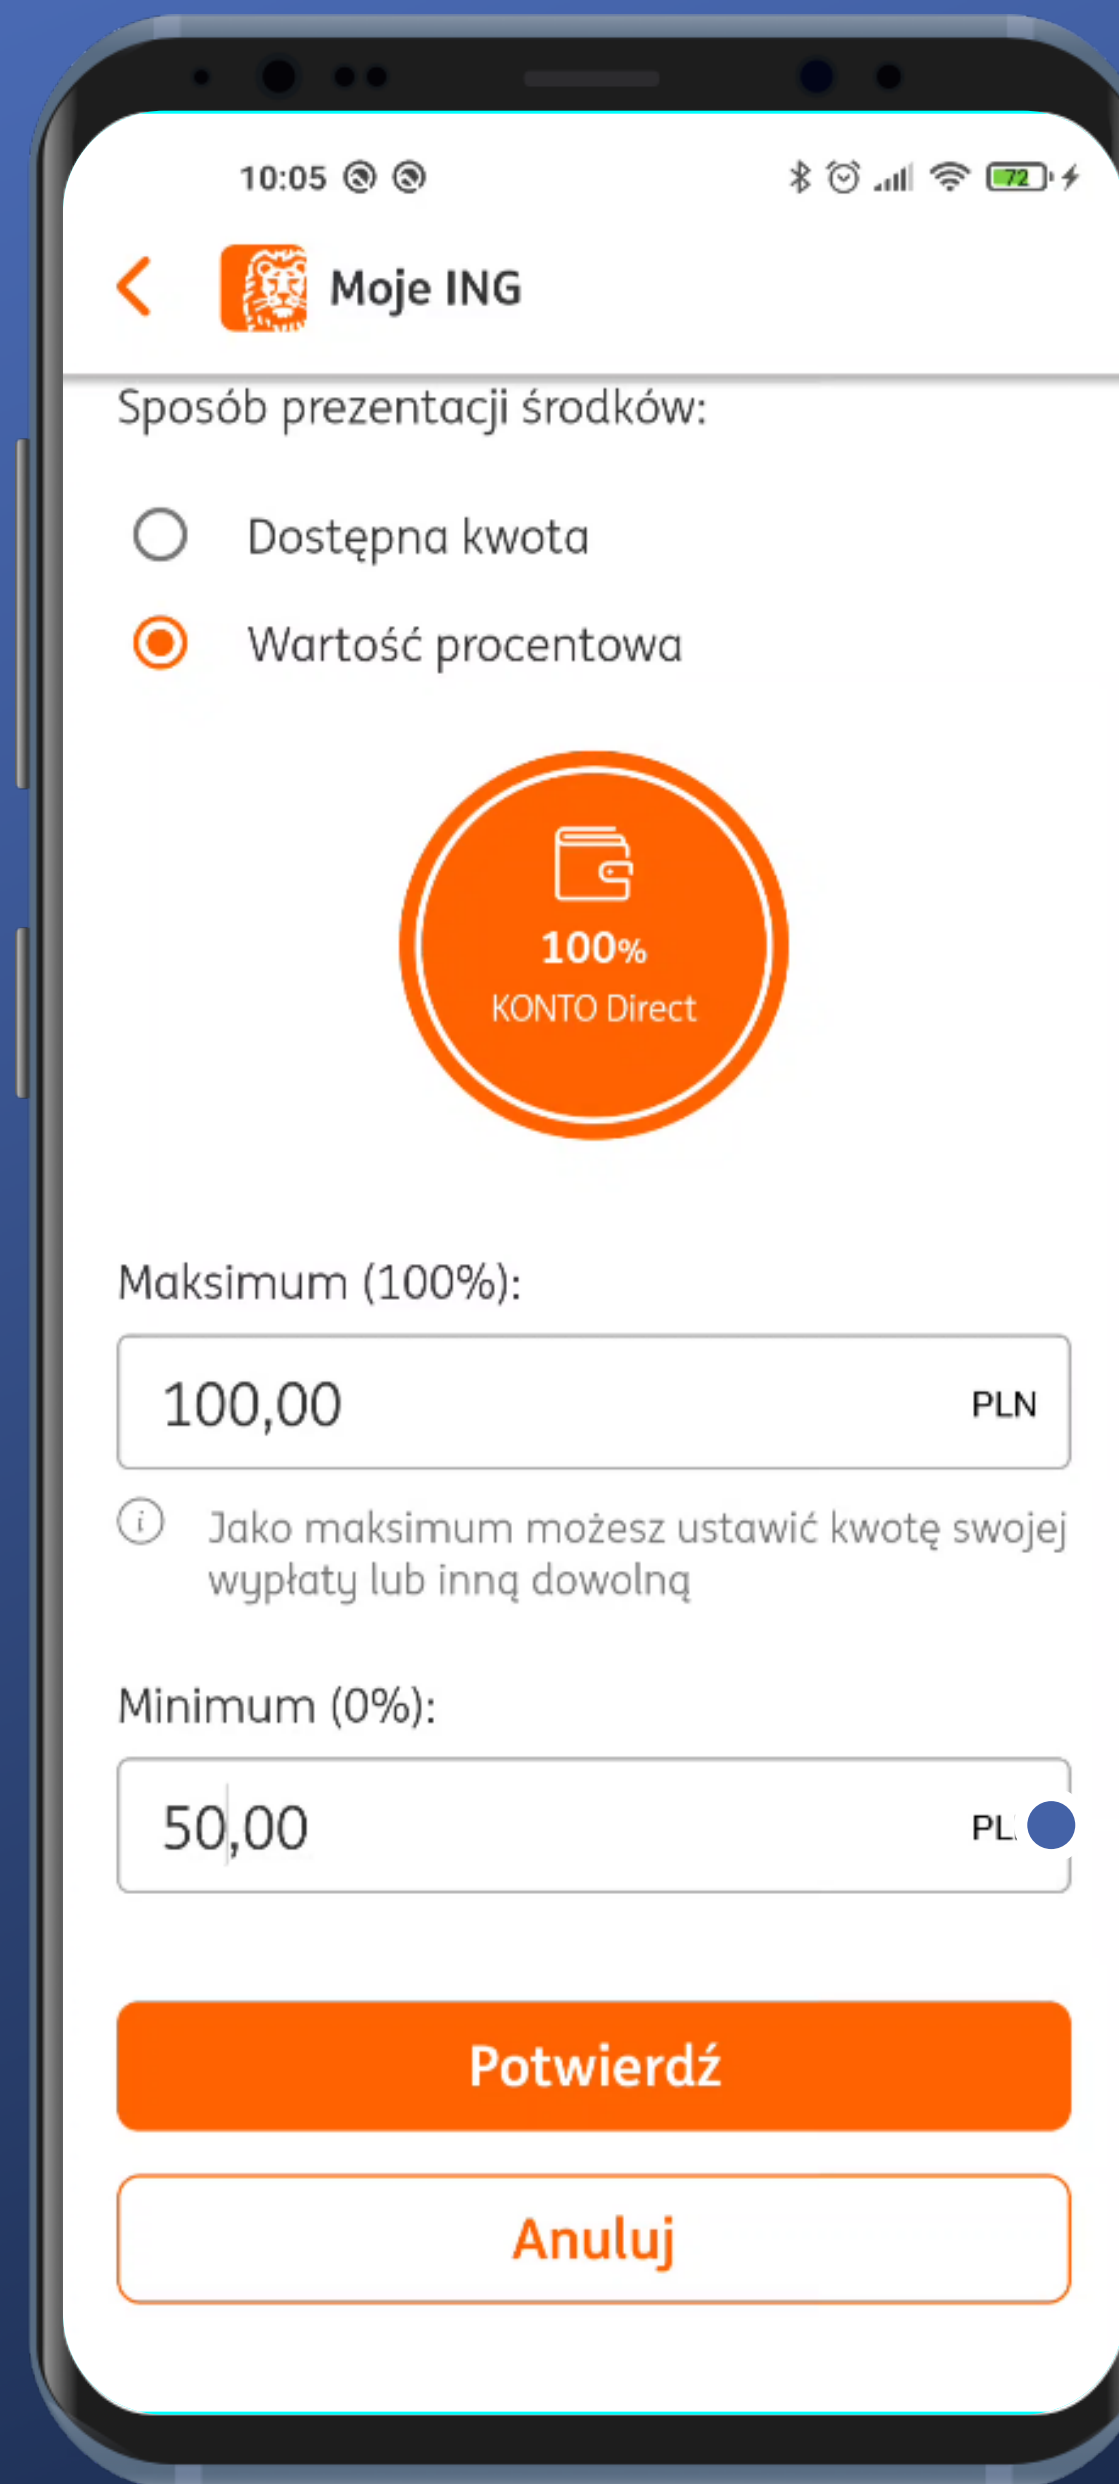 10:05
72
Moje ING
Sposób prezentacji środków:
Dostępna kwota
Wartość procentowa
100%
KONTO Direct
Maksimum (100%):
100,00 PLN
Jako maksimum możesz ustawić kwotę swojej
wypłaty lub inną dowolną
Minimum (0%):
50,00
Potwierdź
Anuluj